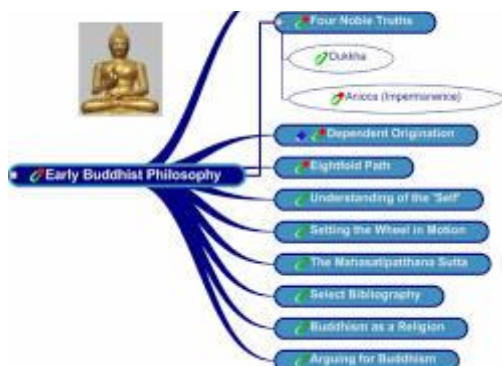 Four Noble Truths
Dukkha
Anicca (Impermanence)
Dependent Origination
Eightfold Path
Early Buddhist Philosophy
Understanding of the 'Self'
Setting the Wheel in Motion
The Mahasatipatthana Sutta
Select Bibliography
Buddhism as a Religion
Arguing for Buddhism